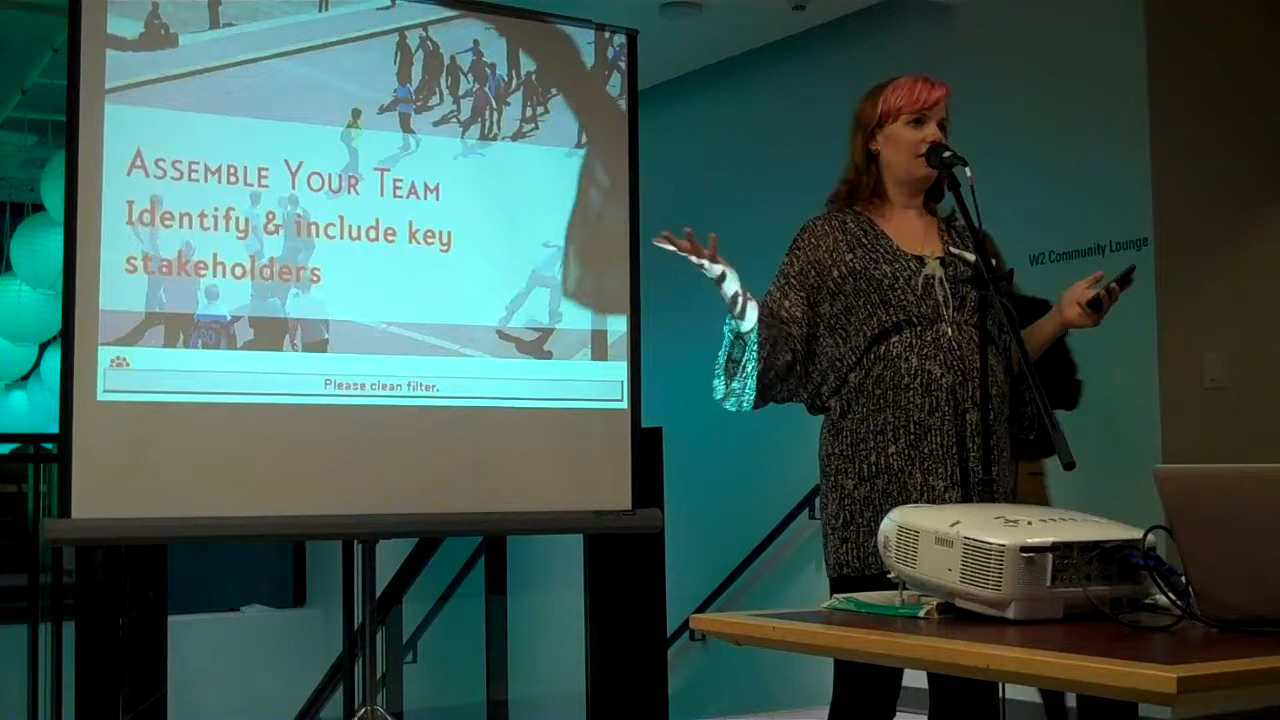 Assemble Your Team
Identify & include key
stakeholders
Please clean filter.
W2 Community Lounge